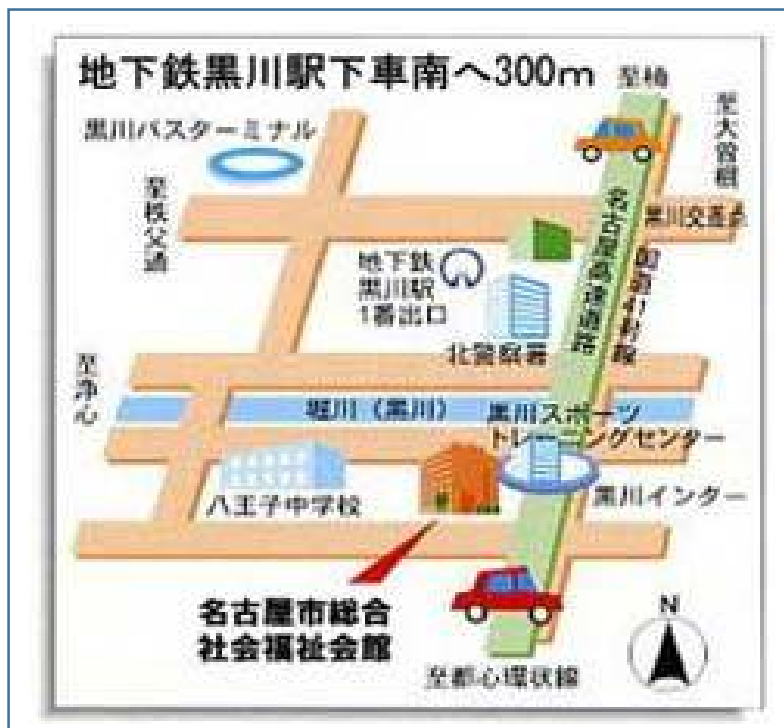 地下鉄黒川駅下車南へ300m
至楠
至大曽根
黒川バスターミナル
至秩父通
黒川交差点
名古屋高速道路
国道41号線
地下鉄
黒川駅
1番出口
北警察署
至浄心
堀川（黒川）
黒川スポーツ
トレーニングセンター
八王子中学校
黒川インター
名古屋市総合
社会福祉会館
N
至都心環状線